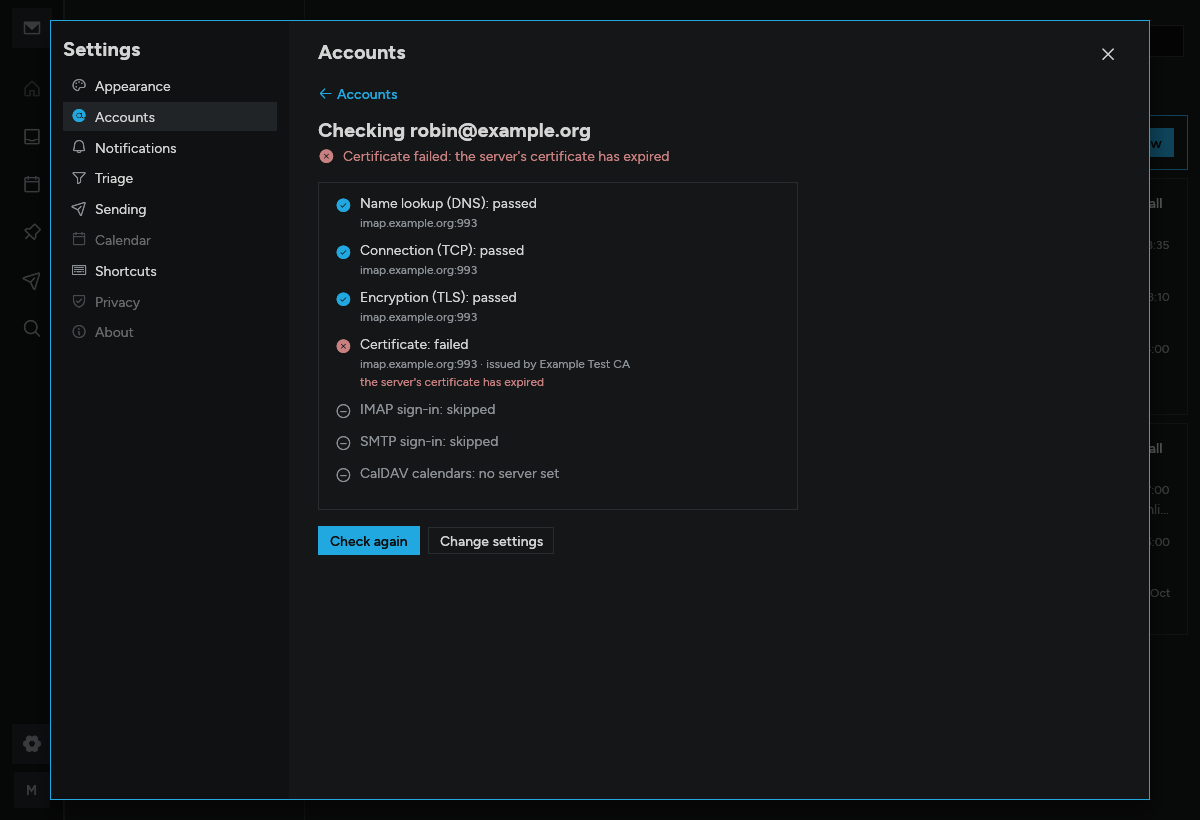 Settings
Appearance
Accounts
Notifications
Triage
Sending
Calendar
Shortcuts
Privacy
About
M
Accounts
← Accounts
Checking robin@example.org
Certificate failed: the server's certificate has expired
Name lookup (DNS): passed
imap.example.org:993
Connection (TCP): passed
imap.example.org:993
Encryption (TLS): passed
imap.example.org:993
Certificate: failed
imap.example.org:993 · issued by Example Test CA
the server's certificate has expired
IMAP sign-in: skipped
SMTP sign-in: skipped
CalDAV calendars: no server set
Check again
Change settings
Oct